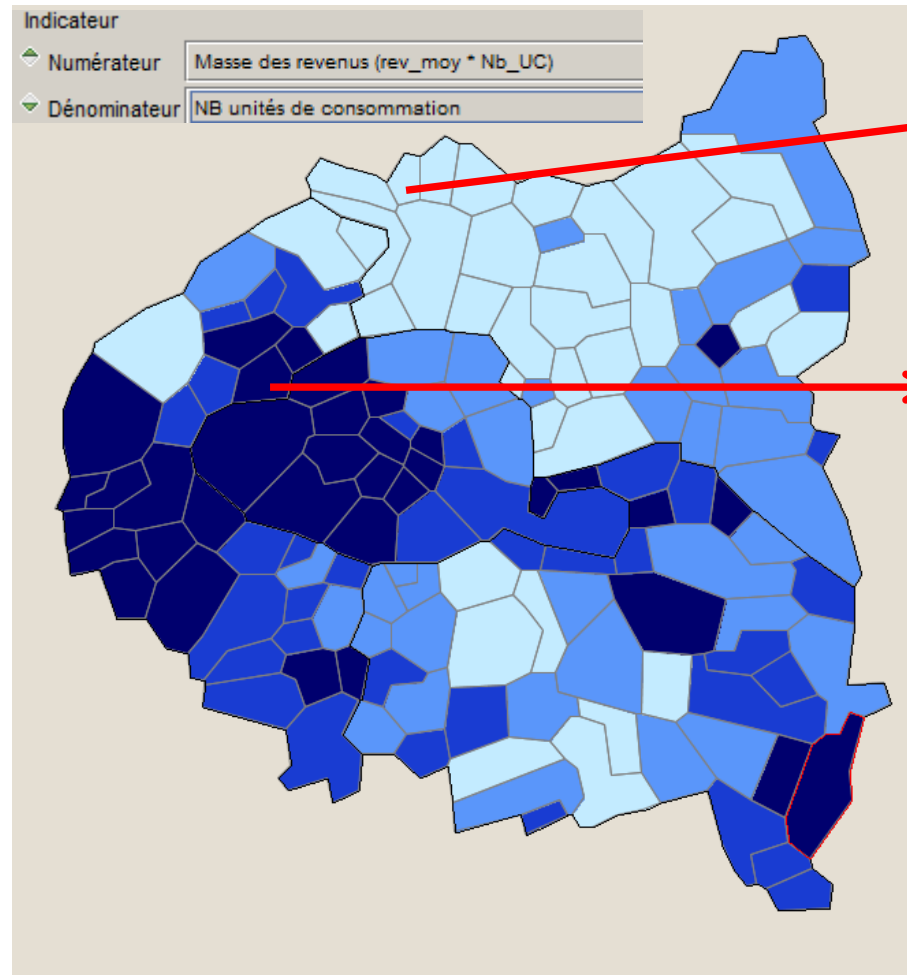 Indicateur
Numérateur Masse des revenus (rev_moy * Nb_UC)
Dénominateur NB unités de consommation